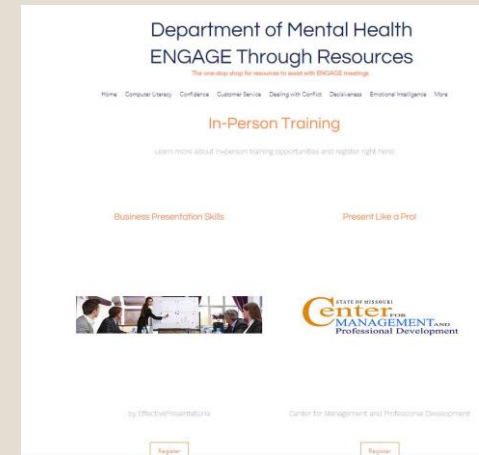 Department of Mental Health
ENGAGE Through Resources
The one-stop shop for resources to assist with ENGAGE meetings
Home Computer Literacy Confidence Customer Service Dealing with Conflict Decisiveness Emotional Intelligence More
In-Person Training
Learn more about in-person training opportunities and register right here!
Business Presentation Skills
Present Like a Pro!
STATE OF MISSOURI
Center FOR
MANAGEMENT AND
Professional Development
by EffectivePresentations
Center for Management and Professional Development
Register
Register